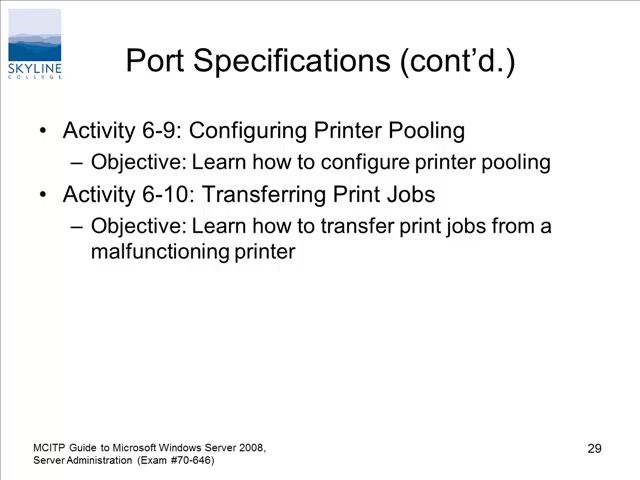 SKYLINE
COLLEGE
Port Specifications (cont’d.)
• Activity 6-9: Configuring Printer Pooling
– Objective: Learn how to configure printer pooling
• Activity 6-10: Transferring Print Jobs
– Objective: Learn how to transfer print jobs from a
malfunctioning printer
MCITP Guide to Microsoft Windows Server 2008,
Server Administration (Exam #70-646)
29